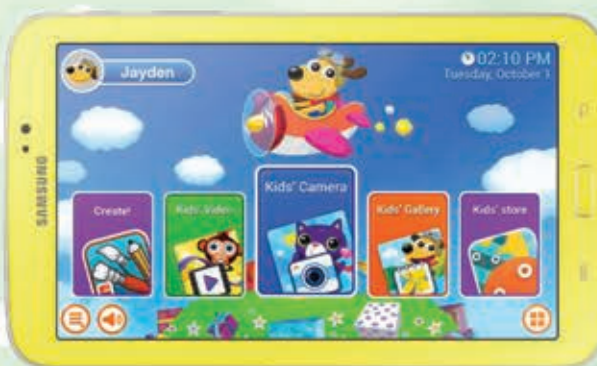 Jayden
02:10 PM
Tuesday, October 1
SAMSUNG
Create!
Kids' Video
Kids' Camera
Kids' Gallery
Kids' store